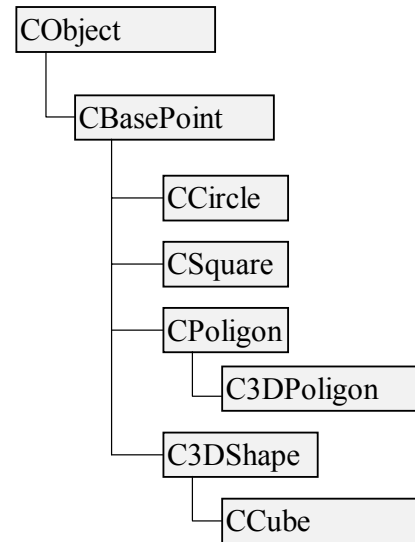 CObject
CBasePoint
CCircle
CSquare
CPoligon
C3DPoligon
C3DShape
CCube